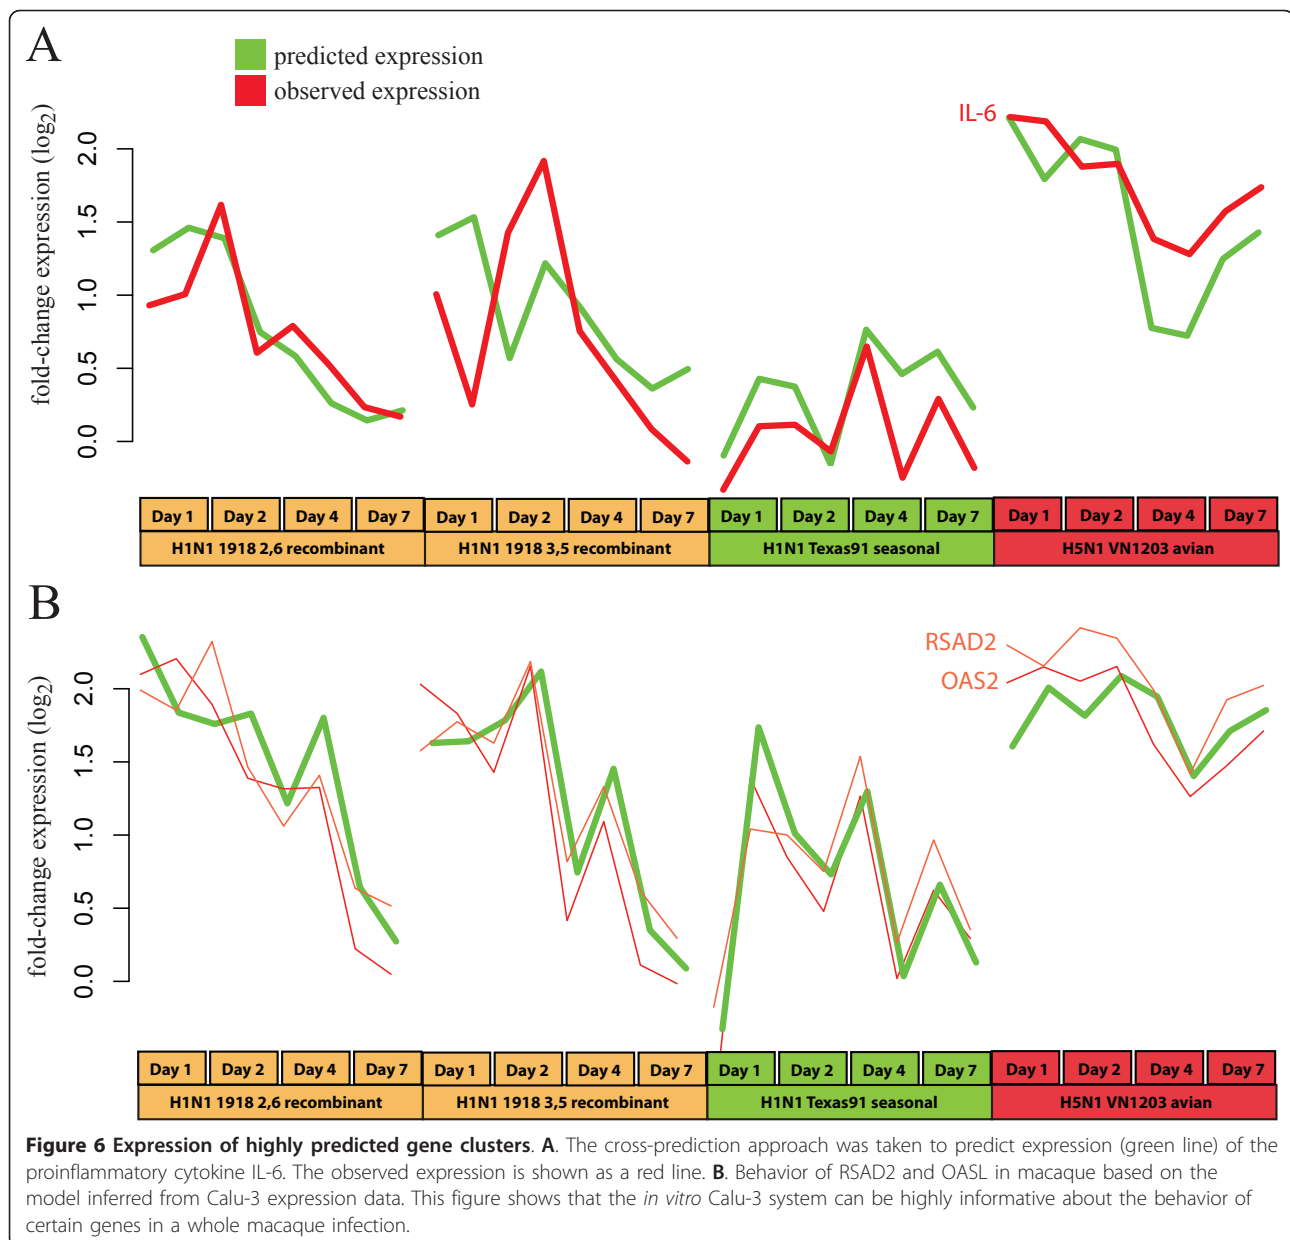 A
predicted expression
observed expression
IL-6
fold-change expression (log2)
2.0
1.5
1.0
0.5
0.0
Day 1 Day 2 Day 4 Day 7 Day 1 Day 2 Day 4 Day 7 Day 1 Day 2 Day 4 Day 7 Day 1 Day 2 Day 4 Day 7
H1N1 1918 2,6 recombinant H1N1 1918 3,5 recombinant H1N1 Texas91 seasonal H5N1 VN1203 avian
B
RSAD2
OAS2
fold-change expression (log2)
2.0
1.5
1.0
0.5
0.0
Day 1 Day 2 Day 4 Day 7 Day 1 Day 2 Day 4 Day 7 Day 1 Day 2 Day 4 Day 7 Day 1 Day 2 Day 4 Day 7
H1N1 1918 2,6 recombinant H1N1 1918 3,5 recombinant H1N1 Texas91 seasonal H5N1 VN1203 avian
Figure 6 Expression of highly predicted gene clusters. A. The cross-prediction approach was taken to predict expression (green line) of the
proinflammatory cytokine IL-6. The observed expression is shown as a red line. B. Behavior of RSAD2 and OASL in macaque based on the
model inferred from Calu-3 expression data. This figure shows that the in vitro Calu-3 system can be highly informative about the behavior of
certain genes in a whole macaque infection.